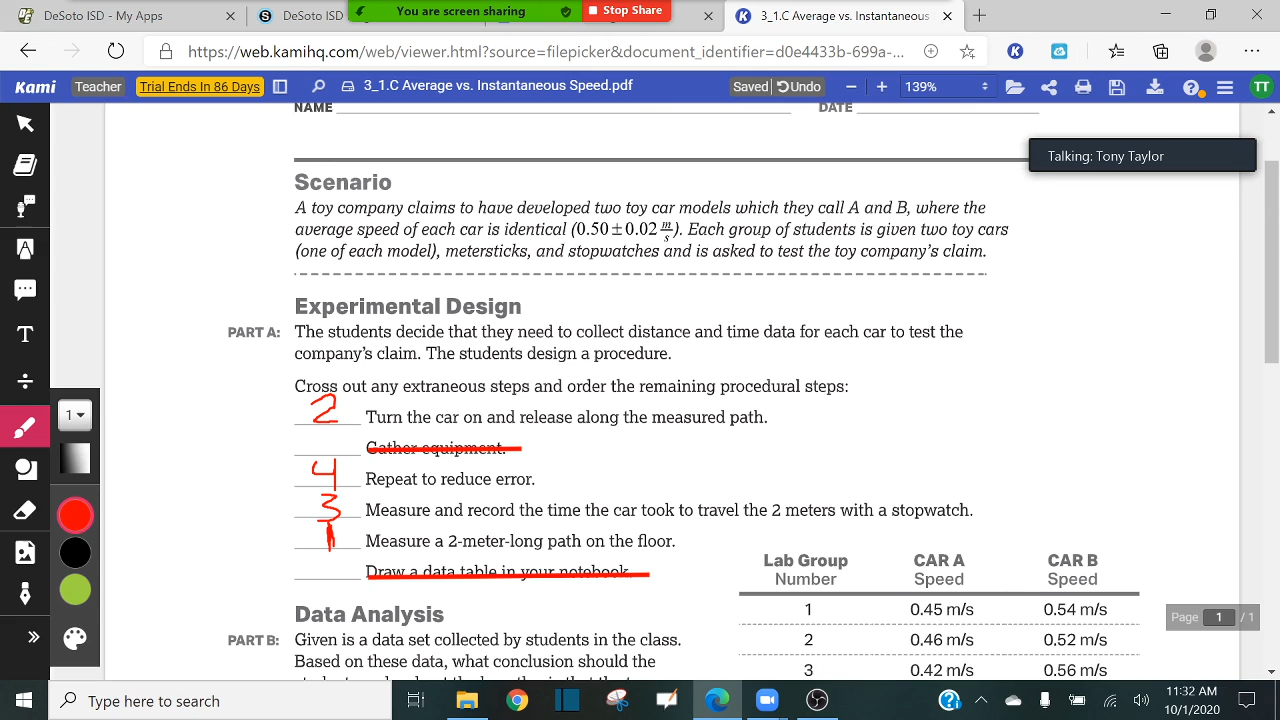 DeSoto ISD
DeSoto
You are screen sharing
Stop Share
3_1.C Average vs. Instantaneous
https://web.kamihq.com/web/viewer.html?source=filepicker&document_identifier=d0e4433b-699a-...
Kami
Teacher
Trial Ends In 86 Days
3_1.C Average vs. Instantaneous Speed.pdf
Saved
Undo
139%
TT
NAME
DATE
Talking: Tony Taylor
Scenario
A toy company claims to have developed two toy car models which they call A and B, where the
average speed of each car is identical (0.50 ± 0.02 m/s). Each group of students is given two toy cars
(one of each model), metersticks, and stopwatches and is asked to test the toy company's claim.
Experimental Design
PART A:
The students decide that they need to collect distance and time data for each car to test the
company's claim. The students design a procedure.
Cross out any extraneous steps and order the remaining procedural steps:
2 Turn the car on and release along the measured path.
Gather equipment.
4 Repeat to reduce error.
3 Measure and record the time the car took to travel the 2 meters with a stopwatch.
1 Measure a 2-meter-long path on the floor.
Draw a data table in your notebook.
Data Analysis
PART B:
Given is a data set collected by students in the class.
Based on these data, what conclusion should the
Lab Group Number CAR A Speed CAR B Speed
1 0.45 m/s 0.54 m/s
2 0.46 m/s 0.52 m/s
3 0.42 m/s 0.56 m/s
Page 1 / 1
1
Type here to search
11:32 AM
10/1/2020